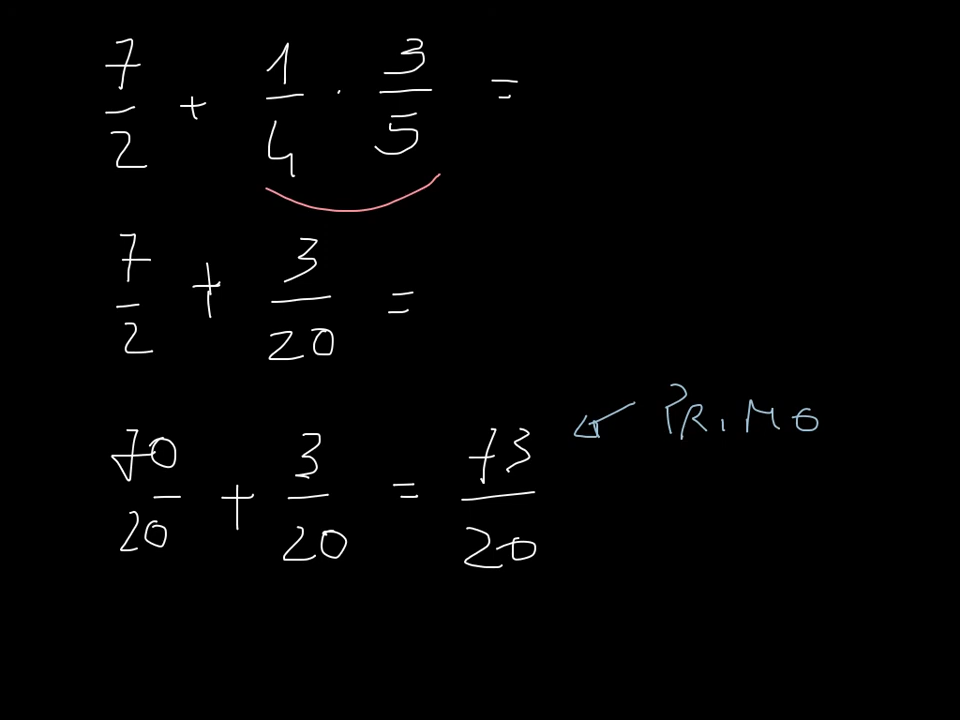 7/2 + 1/4 · 3/5 =
7/2 + 3/20 =
70/20 + 3/20 = 73/20
PRIMO